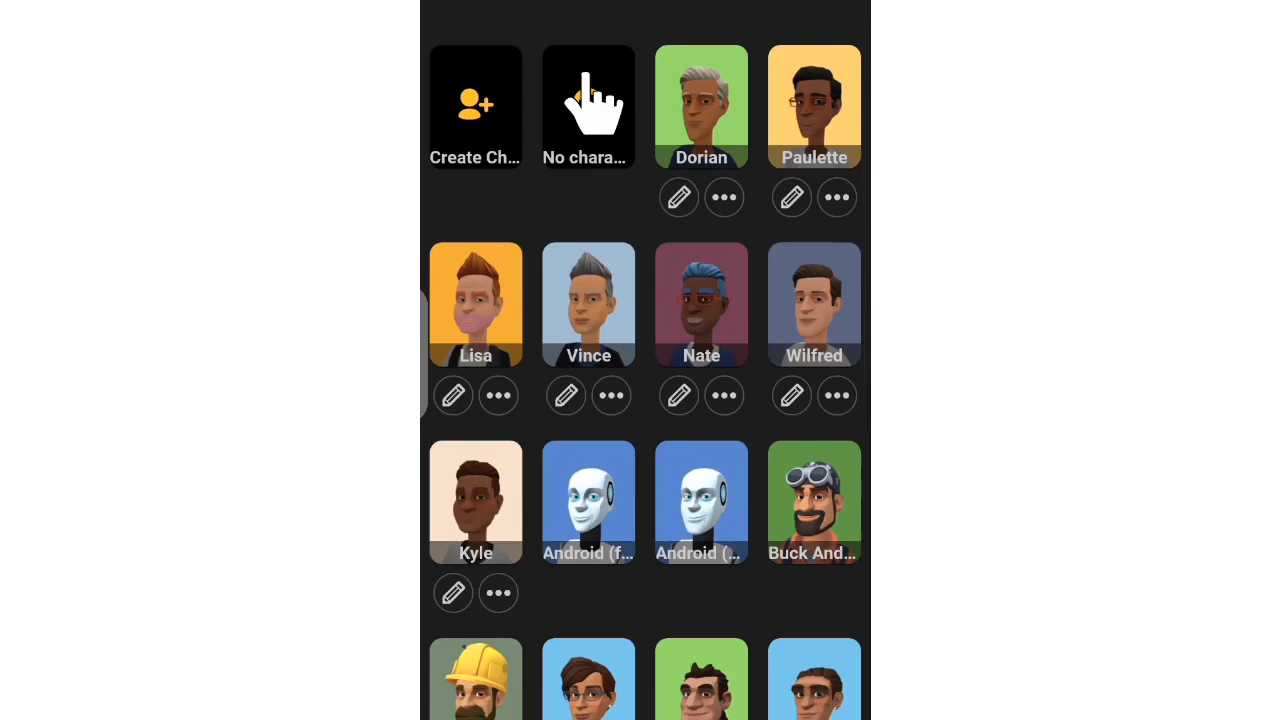 Create Ch...
No chara...
Dorian
Paulette
Lisa
Vince
Nate
Wilfred
Kyle
Android (f...
Android (...
Buck And...